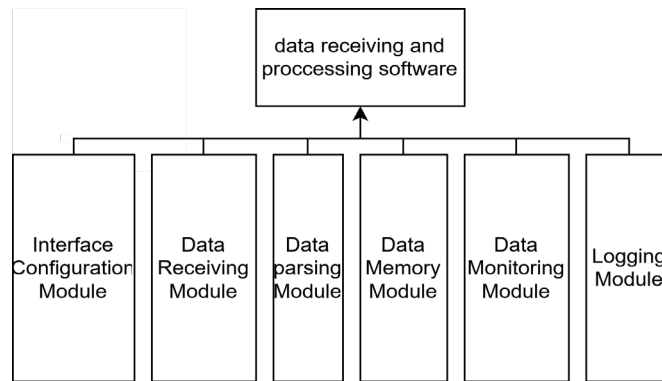 data receiving and
proccessing software
Interface
Configuration
Module
Data
Receiving
Module
Data
parsing
Module
Data
Memory
Module
Data
Monitoring
Module
Logging
Module